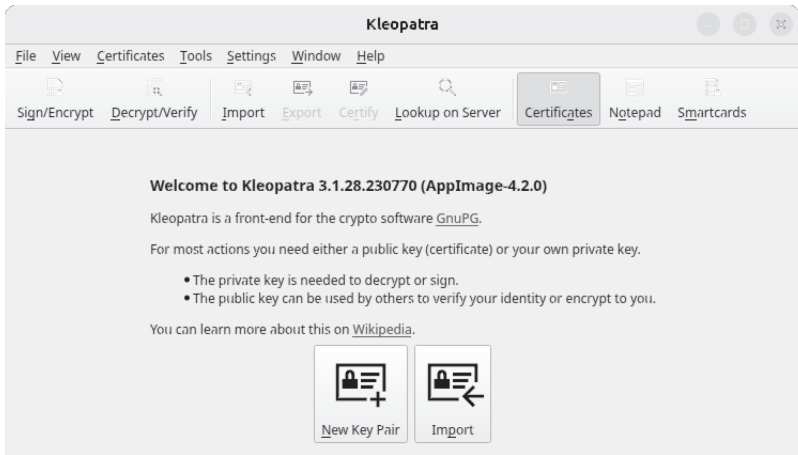 Kleopatra
File View Certificates Tools Settings Window Help
Sign/Encrypt Decrypt/Verify Import Export Certify Lookup on Server Certificates Notepad Smartcards
Welcome to Kleopatra 3.1.28.230770 (AppImage-4.2.0)
Kleopatra is a front-end for the crypto software GnuPG.
For most actions you need either a public key (certificate) or your own private key.
• The private key is needed to decrypt or sign.
• The public key can be used by others to verify your identity or encrypt to you.
You can learn more about this on Wikipedia.
New Key Pair Import